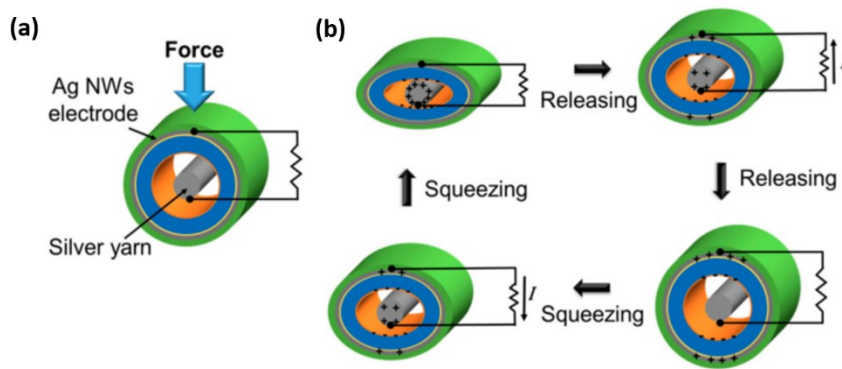 (a)
Force
Ag NWs
electrode
Silver yarn
(b)
Releasing
Releasing
Squeezing
I
Squeezing